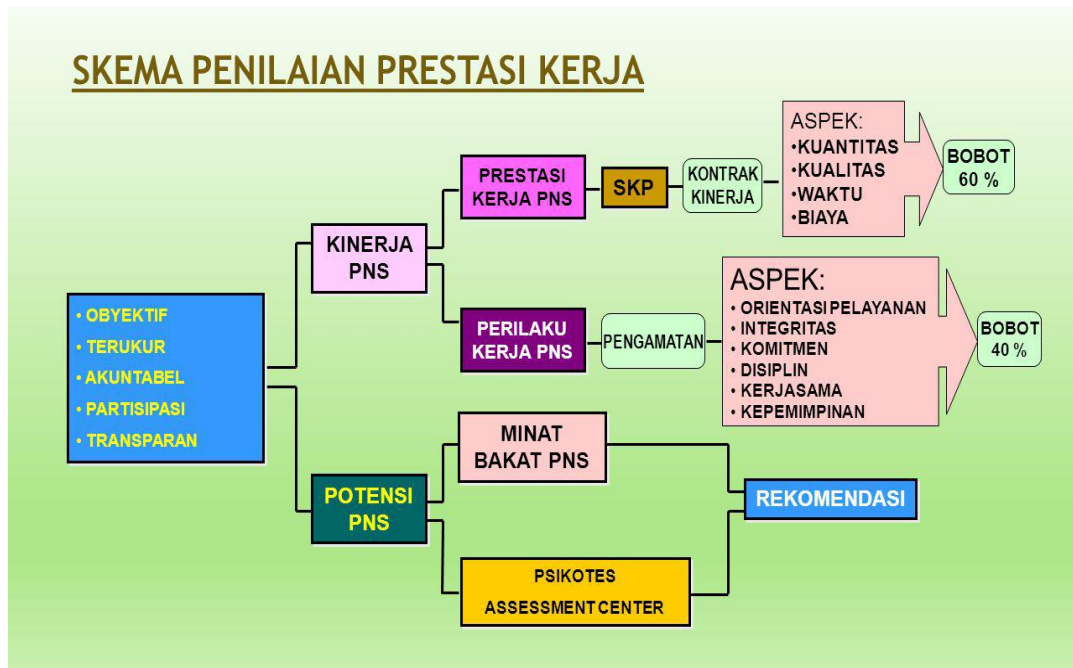 SKEMA PENILAIAN PRESTASI KERJA
• OBYEKTIF
• TERUKUR
• AKUNTABEL
• PARTISIPASI
• TRANSPARAN
KINERJA
PNS
PRESTASI
KERJA PNS
SKP
KONTRAK
KINERJA
ASPEK:
•KUANTITAS
•KUALITAS
•WAKTU
•BIAYA
BOBOT
60 %
PERILAKU
KERJA PNS
PENGAMATAN
ASPEK:
• ORIENTASI PELAYANAN
• INTEGRITAS
• KOMITMEN
• DISIPLIN
• KERJASAMA
• KEPEMIMPINAN
BOBOT
40 %
POTENSI
PNS
MINAT
BAKAT PNS
PSIKOTES
ASSESSMENT CENTER
REKOMENDASI